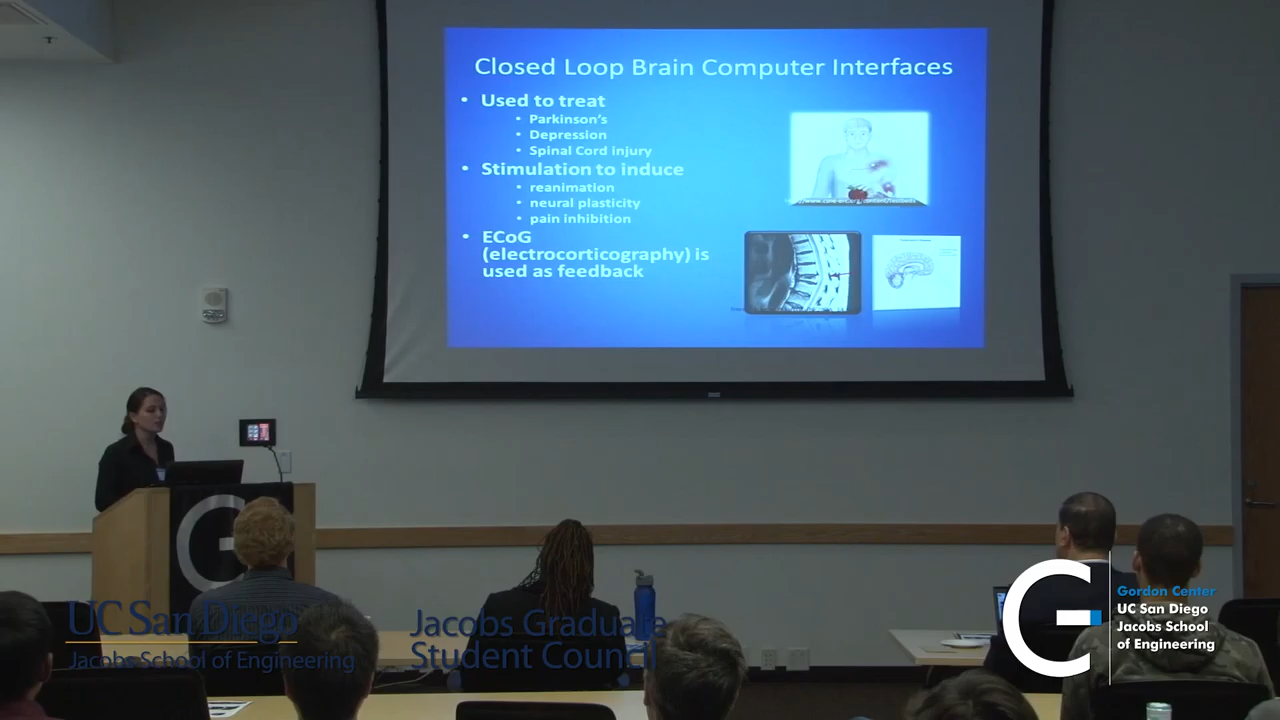 Closed Loop Brain Computer Interfaces
• Used to treat
• Parkinson's
• Depression
• Spinal Cord injury
• Stimulation to induce
• reanimation
• neural plasticity
• pain inhibition
• ECoG
(electrocorticography) is
used as feedback
G
UC San Diego
Jacobs School of Engineering
Jacobs Graduate
Student Council
G
Gordon Center
UC San Diego
Jacobs School
of Engineering